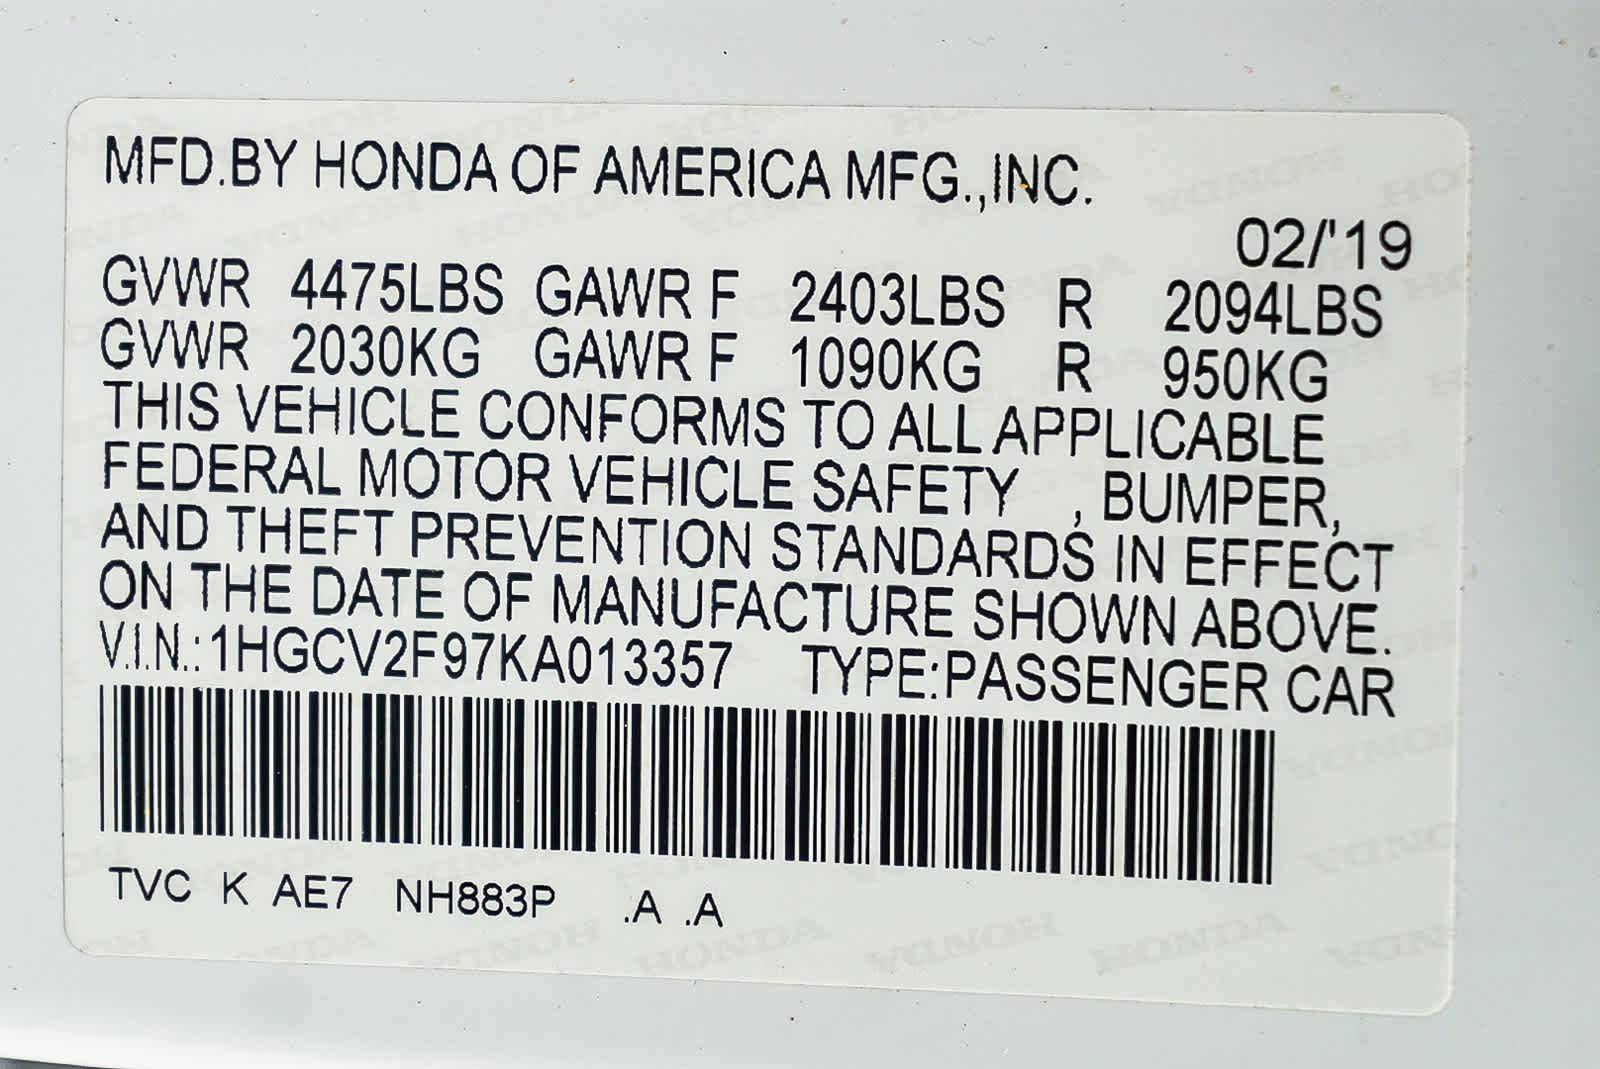 MFD.BY HONDA OF AMERICA MFG.,INC.
02/'19
GVWR 4475LBS GAWR F 2403LBS R 2094LBS
GVWR 2030KG GAWR F 1090KG R 950KG
THIS VEHICLE CONFORMS TO ALL APPLICABLE
FEDERAL MOTOR VEHICLE SAFETY , BUMPER,
AND THEFT PREVENTION STANDARDS IN EFFECT
ON THE DATE OF MANUFACTURE SHOWN ABOVE.
V.I.N.:1HGCV2F97KA013357 TYPE:PASSENGER CAR
TVC K AE7 NH883P .A .A